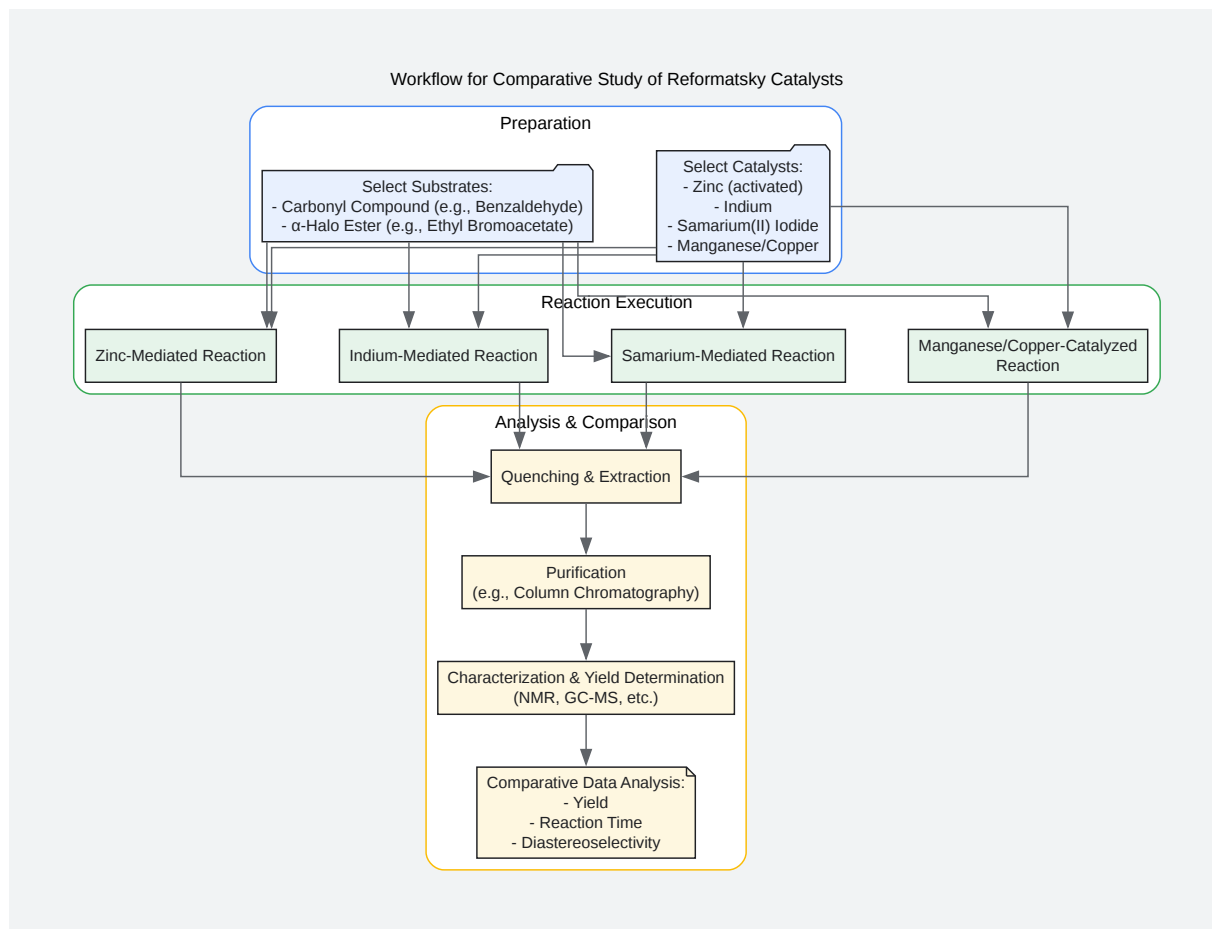 Workflow for Comparative Study of Reformatsky Catalysts
Preparation
Select Substrates:
- Carbonyl Compound (e.g., Benzaldehyde)
- α-Halo Ester (e.g., Ethyl Bromoacetate)
Select Catalysts:
- Zinc (activated)
- Indium
- Samarium(II) Iodide
- Manganese/Copper
Reaction Execution
Zinc-Mediated Reaction
Indium-Mediated Reaction
Samarium-Mediated Reaction
Manganese/Copper-Catalyzed
Reaction
Analysis & Comparison
Quenching & Extraction
Purification
(e.g., Column Chromatography)
Characterization & Yield Determination
(NMR, GC-MS, etc.)
Comparative Data Analysis:
- Yield
- Reaction Time
- Diastereoselectivity